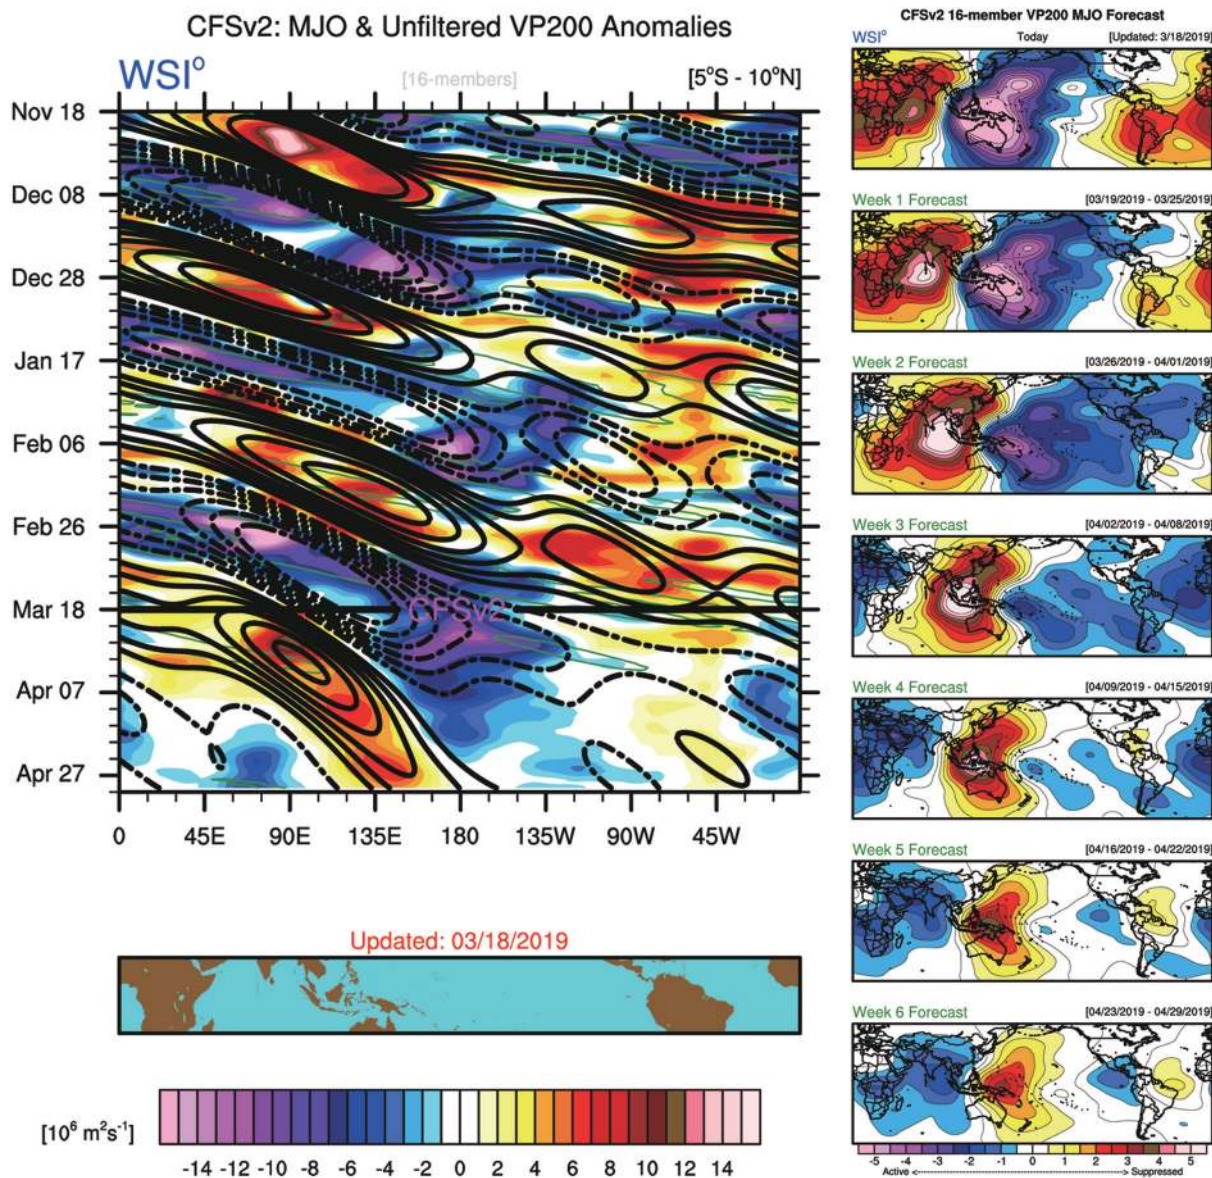 CFSv2: MJO & Unfiltered VP200 Anomalies
WSI°
[16-members]
[5°S - 10°N]
Nov 18
Dec 08
Dec 28
Jan 17
Feb 06
Feb 26
Mar 18
Apr 07
Apr 27
CFSv2
0 45E 90E 135E 180 135W 90W 45W
Updated: 03/18/2019
[10⁶ m²s⁻¹]
-14 -12 -10 -8 -6 -4 -2 0 2 4 6 8 10 12 14
CFSv2 16-member VP200 MJO Forecast
WSI° Today [Updated: 3/18/2019]
Week 1 Forecast [03/19/2019 - 03/25/2019]
Week 2 Forecast [03/26/2019 - 04/01/2019]
Week 3 Forecast [04/02/2019 - 04/08/2019]
Week 4 Forecast [04/09/2019 - 04/15/2019]
Week 5 Forecast [04/16/2019 - 04/22/2019]
Week 6 Forecast [04/23/2019 - 04/29/2019]
-5 -4 -3 -2 -1 0 1 2 3 4 5
Active <------------------------> Suppressed